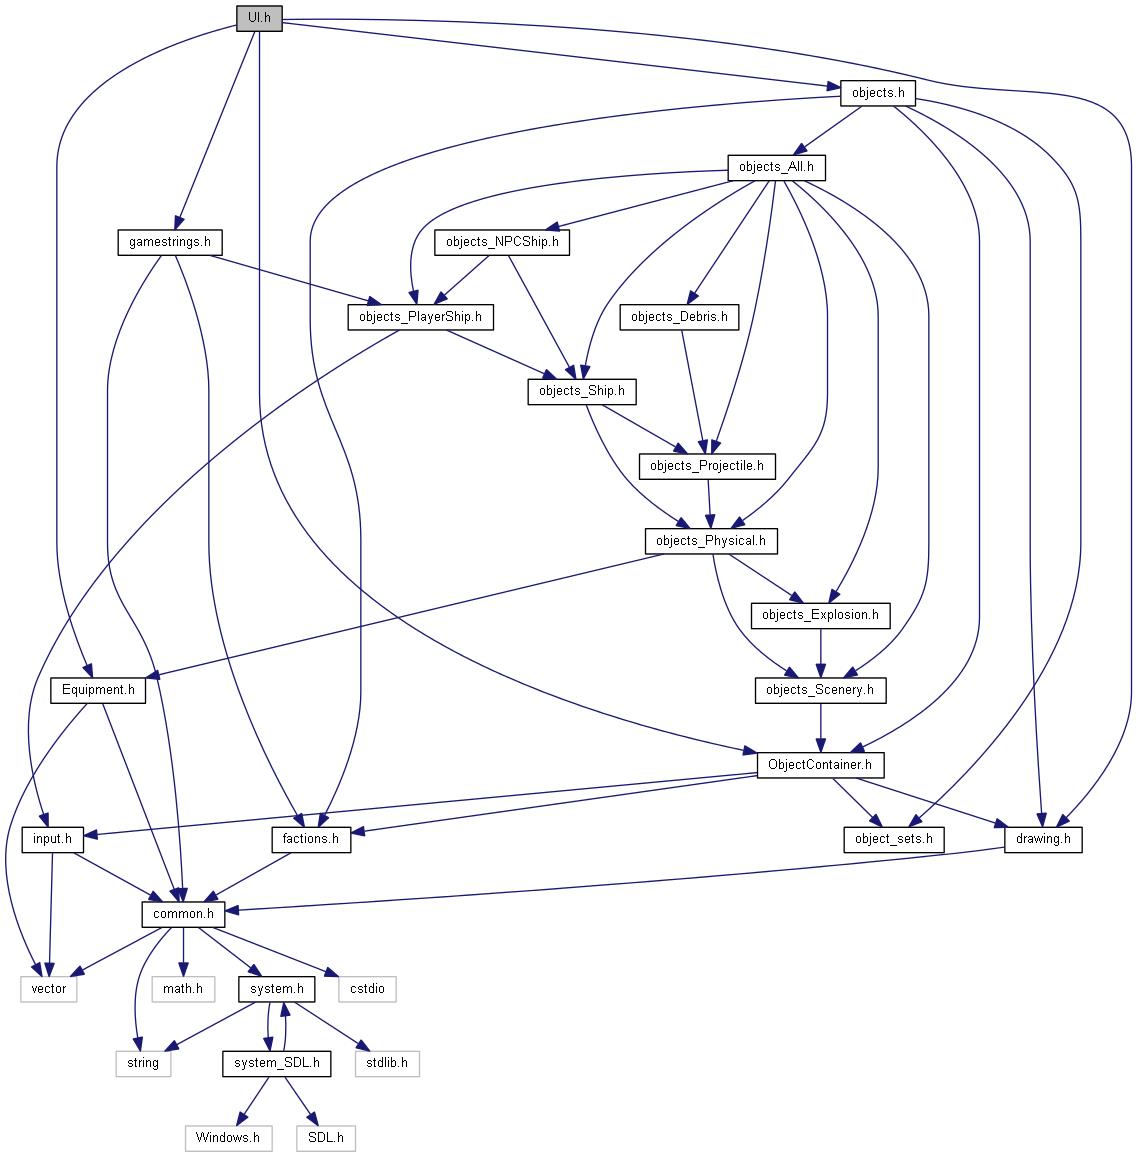 UI.h
objects.h
objects_All.h
gamestrings.h
objects_NPCShip.h
objects_PlayerShip.h
objects_Debris.h
objects_Ship.h
objects_Projectile.h
objects_Physical.h
objects_Explosion.h
Equipment.h
objects_Scenery.h
ObjectContainer.h
input.h
factions.h
object_sets.h
drawing.h
common.h
vector
math.h
system.h
cstdio
string
system_SDL.h
stdlib.h
Windows.h
SDL.h